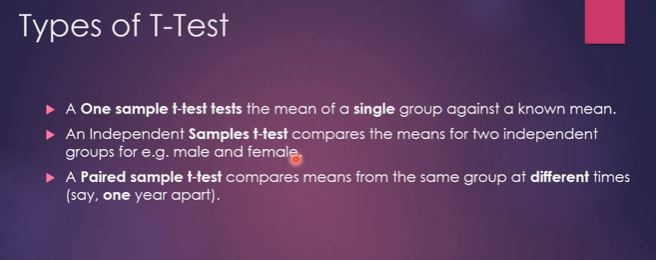 Types of T-Test
A One sample t-test tests the mean of a single group against a known mean.
An Independent Samples t-test compares the means for two independent
groups for e.g. male and female.
A Paired sample t-test compares means from the same group at different times
(say, one year apart).